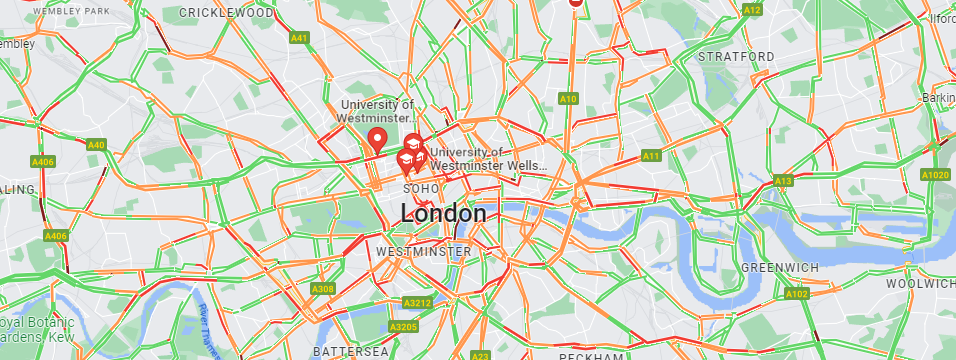 WEMBLEY PARK
CRICKLEWOOD
A12
Ilford
embley
A41
STRATFORD
A10
Barkin
University of
Westminster...
A40
A406
University of
Westminster Wells...
A11
A13
A1020
ALING
SOHO
London
A406
WESTMINSTER
GREENWICH
A308
A3212
A102
WOOLWICH
River Thames
oyal Botanic
ardens, Kew
A3205
BATTERSEA
A23
PECKHAM